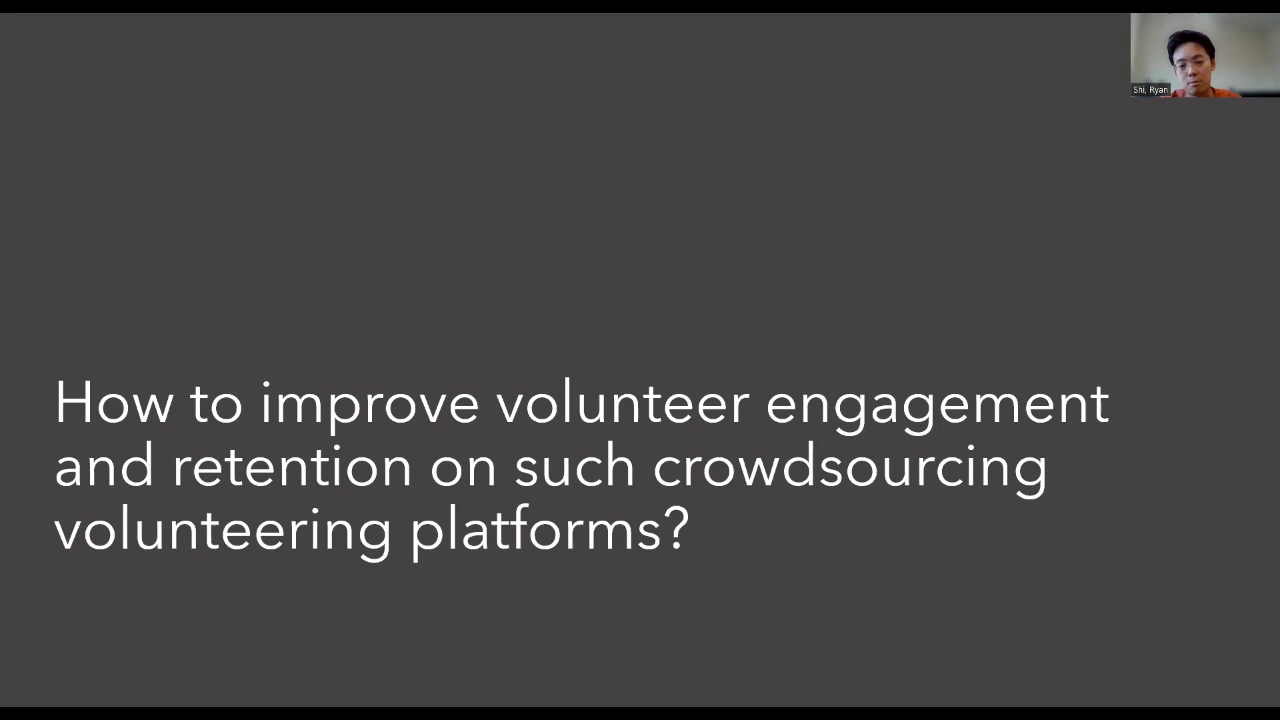 Shi, Ryan
How to improve volunteer engagement
and retention on such crowdsourcing
volunteering platforms?